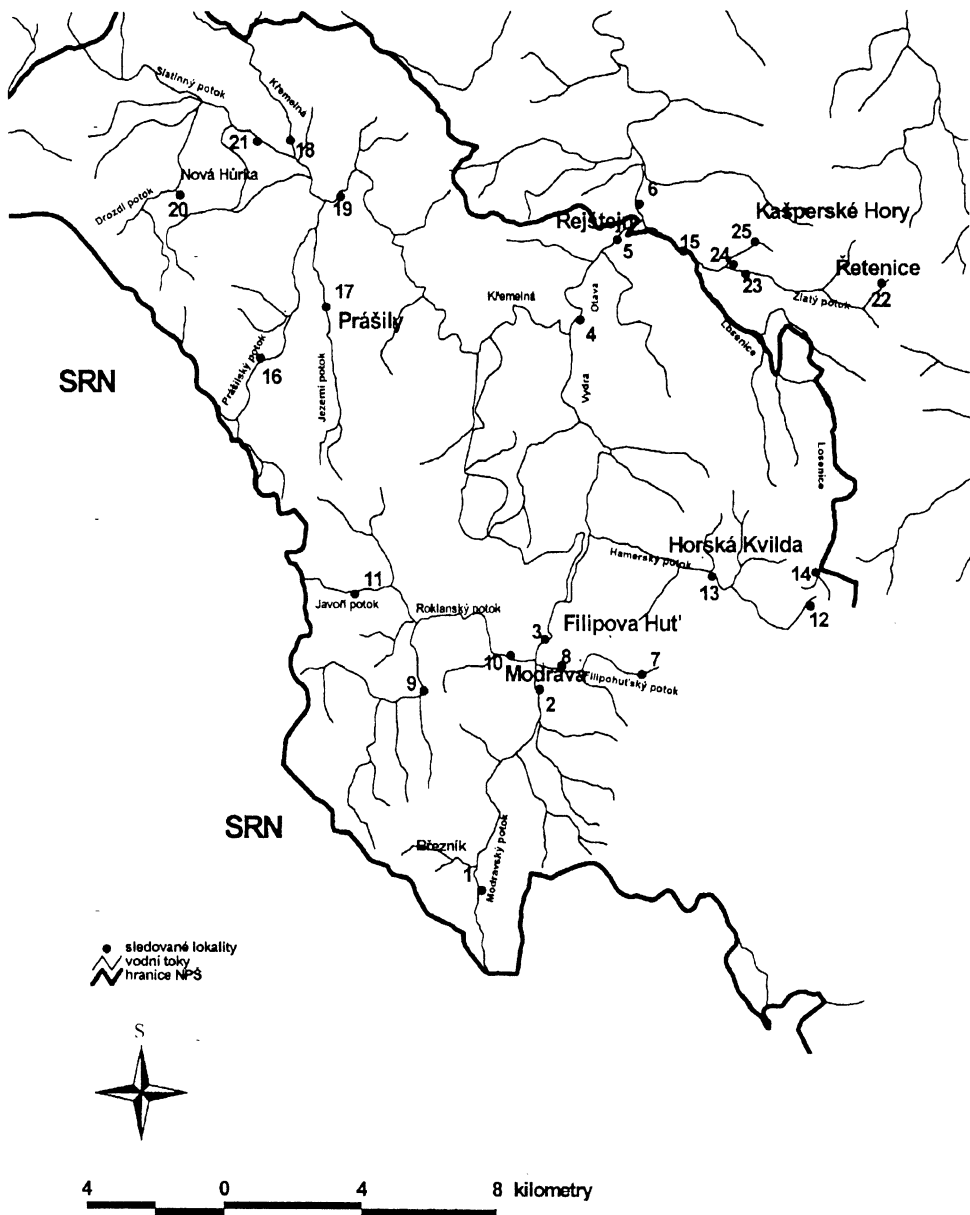 Slatinný potok
Křemelná
21
18
Nová Hůrka
Drozdí potok
20
19
6
Rejštejn
Kašperské Hory
5
15
25
24
23
Řetenice
Zlatý potok
22
17
Prášily
Křemelná
Otava
4
Losenice
Prášilský potok
16
SRN
Jezerní potok
Vydra
Losenice
Hamerský potok
Horská Kvilda
14
13
12
11
Javoří potok
Roklanský potok
Filipova Huť
3
10
8
7
Modrava
Filipohuťský potok
9
2
SRN
Březník
1
Modravský potok
sledované lokality
vodní toky
hranice NPŠ
S
4 0 4 8 kilometry